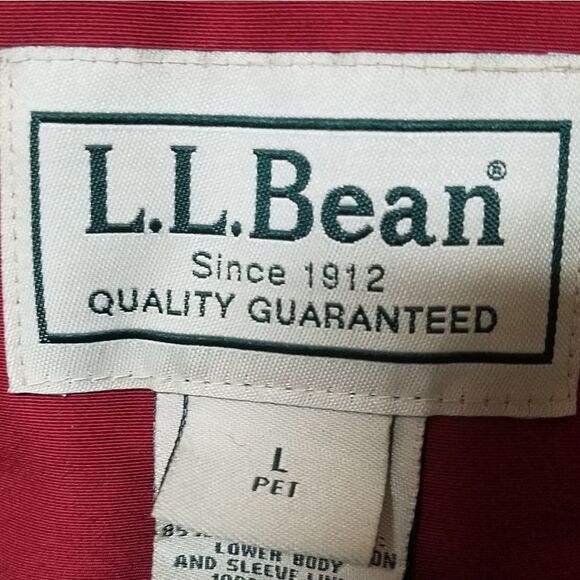 L.L.Bean®
Since 1912
QUALITY GUARANTEED
L
PET
LOWER BODY
AND SLEEVE